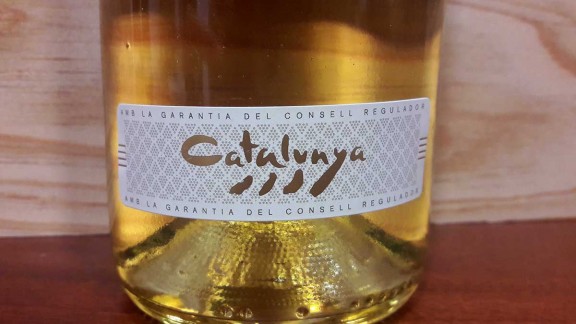 AMB LA GARANTIA DEL CONSELL REGULADOR
Catalunya
AMB LA GARANTIA DEL CONSELL REGULADOR